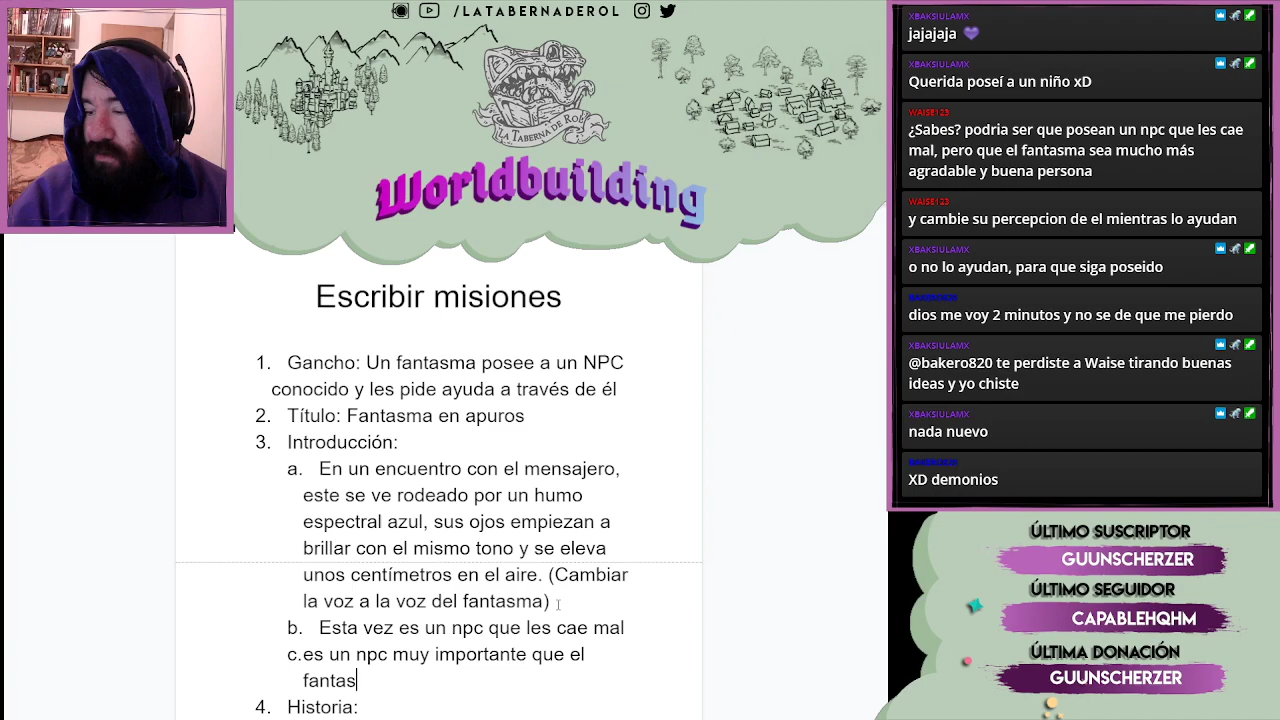 /LATABERNADEROL
LA TABERNA DE ROL
Worldbuilding
Escribir misiones
1. Gancho: Un fantasma posee a un NPC
conocido y les pide ayuda a través de él
2. Título: Fantasma en apuros
3. Introducción:
a. En un encuentro con el mensajero,
este se ve rodeado por un humo
espectral azul, sus ojos empiezan a
brillar con el mismo tono y se eleva
unos centímetros en el aire. (Cambiar
la voz a la voz del fantasma)
b. Esta vez es un npc que les cae mal
c.es un npc muy importante que el
fantas
4. Historia:
XBAKSIULAMX
jajajaja
XBAKSIULAMX
Querida poseí a un niño xD
WAISE123
¿Sabes? podria ser que posean un npc que les cae
mal, pero que el fantasma sea mucho más
agradable y buena persona
WAISE123
y cambie su percepcion de el mientras lo ayudan
XBAKSIULAMX
o no lo ayudan, para que siga poseido
dios me voy 2 minutos y no se de que me pierdo
XBAKSIULAMX
@bakero820 te perdiste a Waise tirando buenas
ideas y yo chiste
XBAKSIULAMX
nada nuevo
XD demonios
ÚLTIMO SUSCRIPTOR
GUUNSCHERZER
ÚLTIMO SEGUIDOR
CAPABLEHQHM
ÚLTIMA DONACIÓN
GUUNSCHERZER